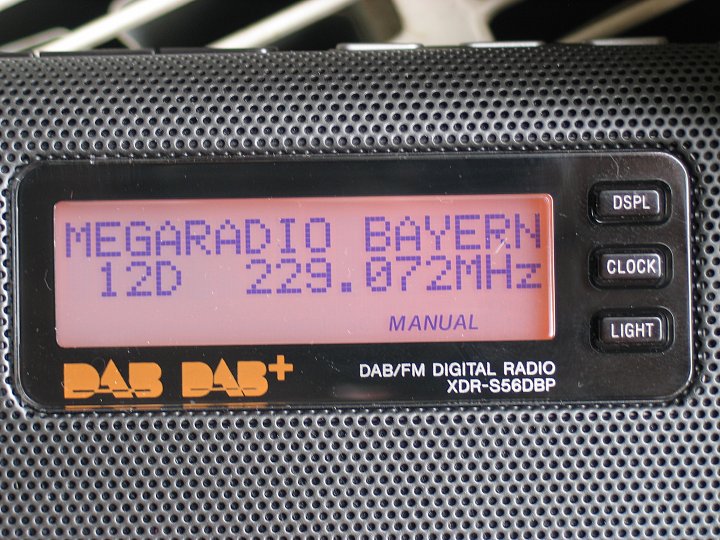 MEGARADIO BAYERN
12D 229.072MHz
MANUAL
DAB DAB+
DAB/FM DIGITAL RADIO
XDR-S56DBP
DSPL
CLOCK
LIGHT